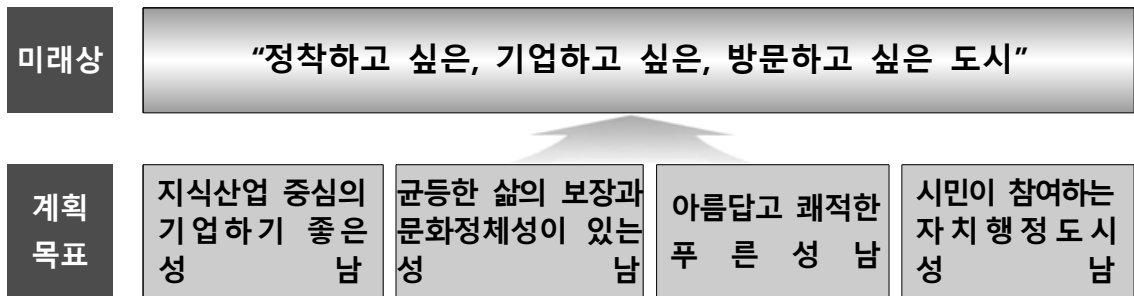 미래상
“정착하고 싶은, 기업하고 싶은, 방문하고 싶은 도시”
계획
목표
지식산업 중심의
기업하기 좋은
성 남
균등한 삶의 보장과
문화정체성이 있는
성 남
아름답고 쾌적한
푸 른 성 남
시민이 참여하는
자치행정도시
성 남